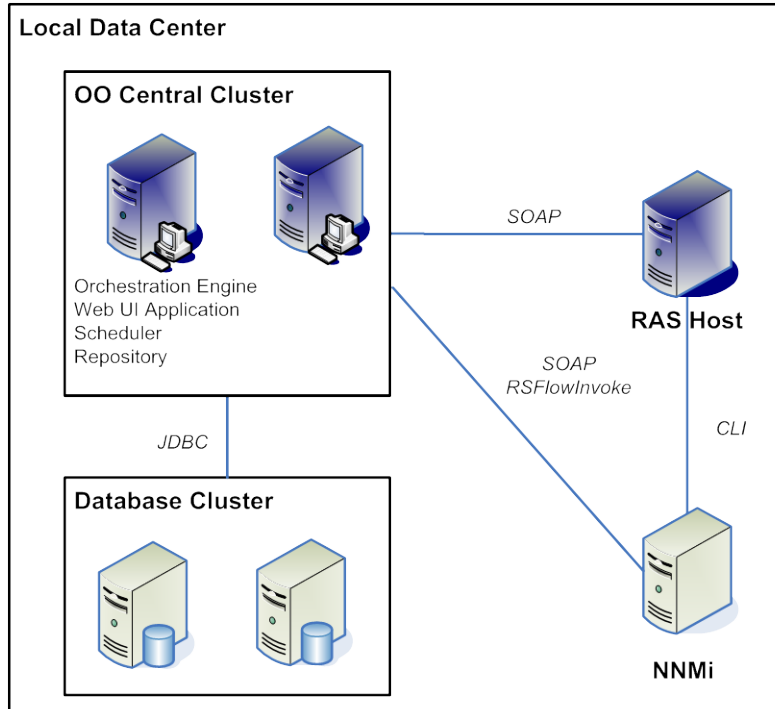 Local Data Center
OO Central Cluster
Orchestration Engine
Web UI Application
Scheduler
Repository
SOAP
RAS Host
SOAP
RSFlowInvoke
CLI
JDBC
Database Cluster
NNMi